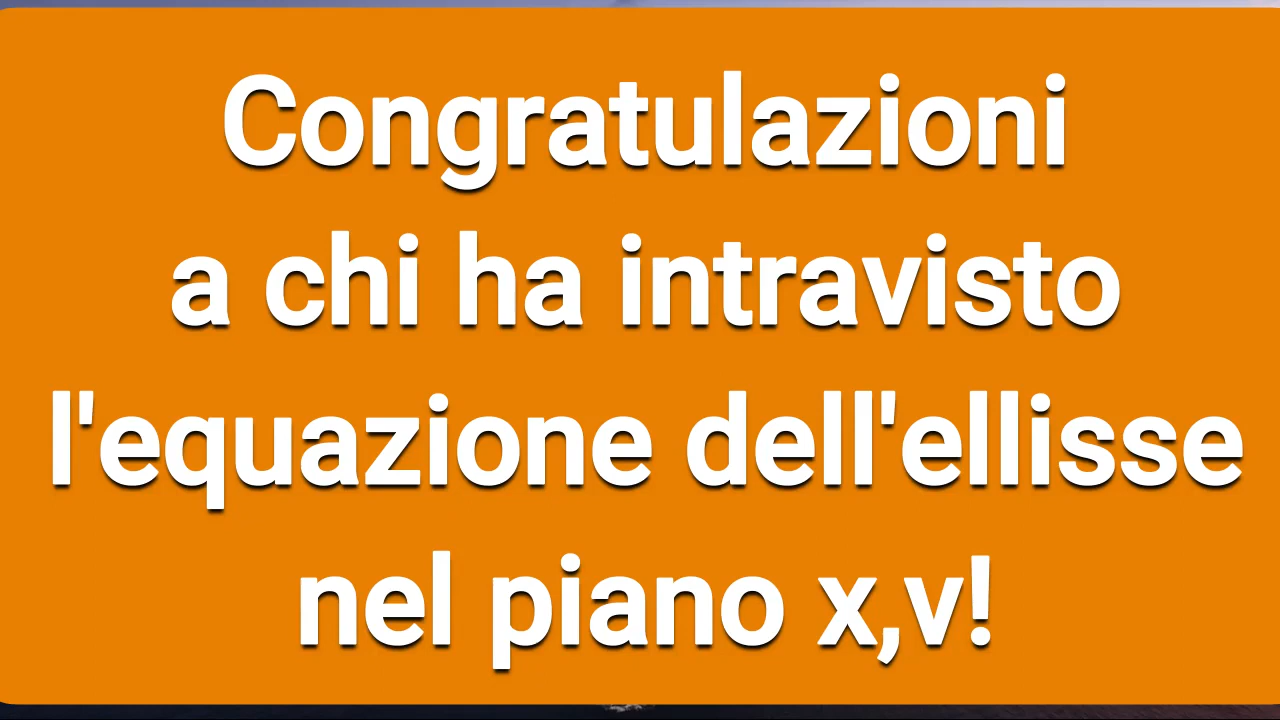 Congratulazioni
a chi ha intravisto
l'equazione dell'ellisse
nel piano x,v!